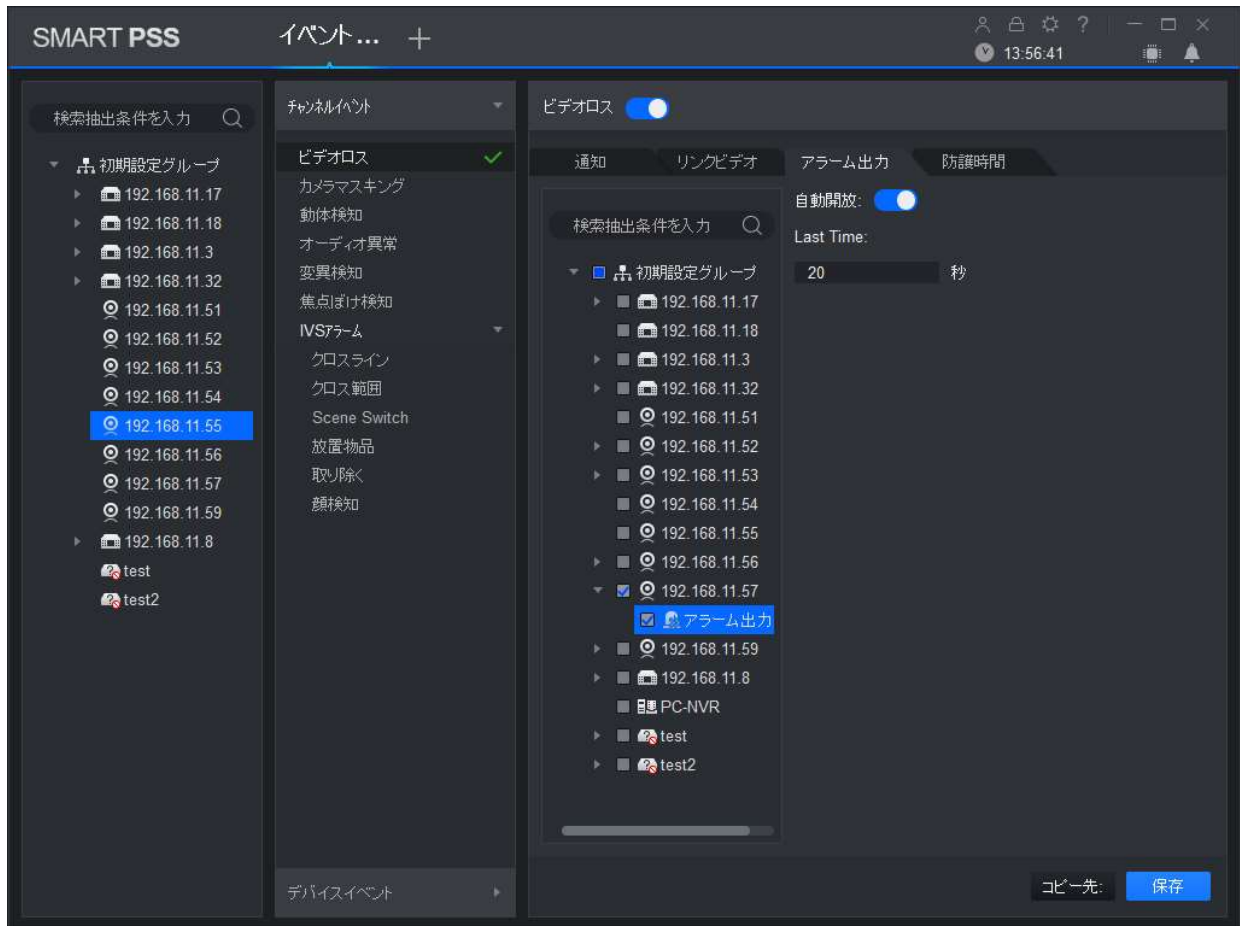 SMART PSS
イベント...
13:56:41
検索抽出条件を入力
初期設定グループ
192.168.11.17
192.168.11.18
192.168.11.3
192.168.11.32
192.168.11.51
192.168.11.52
192.168.11.53
192.168.11.54
192.168.11.55
192.168.11.56
192.168.11.57
192.168.11.59
192.168.11.8
test
test2
チャンネルイベント
ビデオロス
カメラマスキング
動体検知
オーディオ異常
変異検知
焦点ぼけ検知
IVSアラーム
クロスライン
クロス範囲
Scene Switch
放置物品
取り除く
顔検知
デバイスイベント
ビデオロス
通知
リンクビデオ
アラーム出力
防護時間
検索抽出条件を入力
初期設定グループ
192.168.11.17
192.168.11.18
192.168.11.3
192.168.11.32
192.168.11.51
192.168.11.52
192.168.11.53
192.168.11.54
192.168.11.55
192.168.11.56
192.168.11.57
アラーム出力
192.168.11.59
192.168.11.8
PC-NVR
test
test2
自動開放:
Last Time:
20 秒
コピー先:
保存